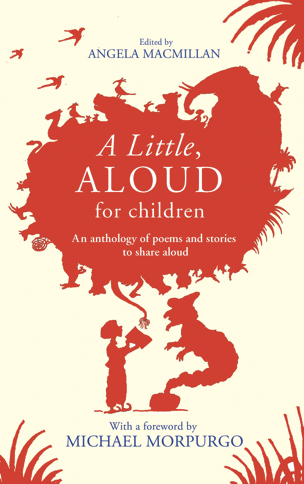 Edited by
ANGELA MACMILLAN
A Little,
ALOUD
for children
An anthology of poems and stories
to share aloud
With a foreword by
MICHAEL MORPURGO